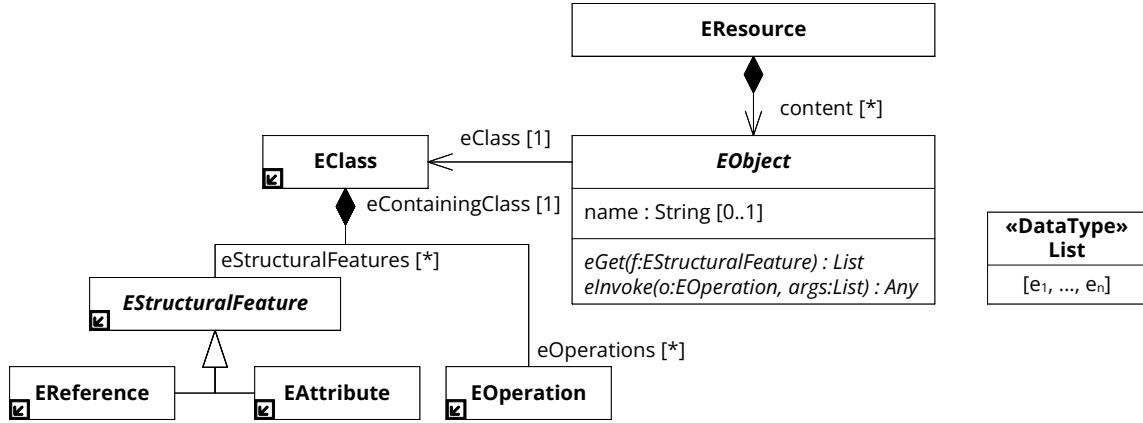 EResource
content [*]
eClass [1]
EClass
EObject
eContainingClass [1]
name : String [0..1]
«DataType»
List
eStructuralFeatures [*]
eGet(f:EStructuralFeature) : List
eInvoke(o:EOperation, args:List) : Any
[e₁, ..., eₙ]
EStructuralFeature
eOperations [*]
EReference
EAttribute
EOperation